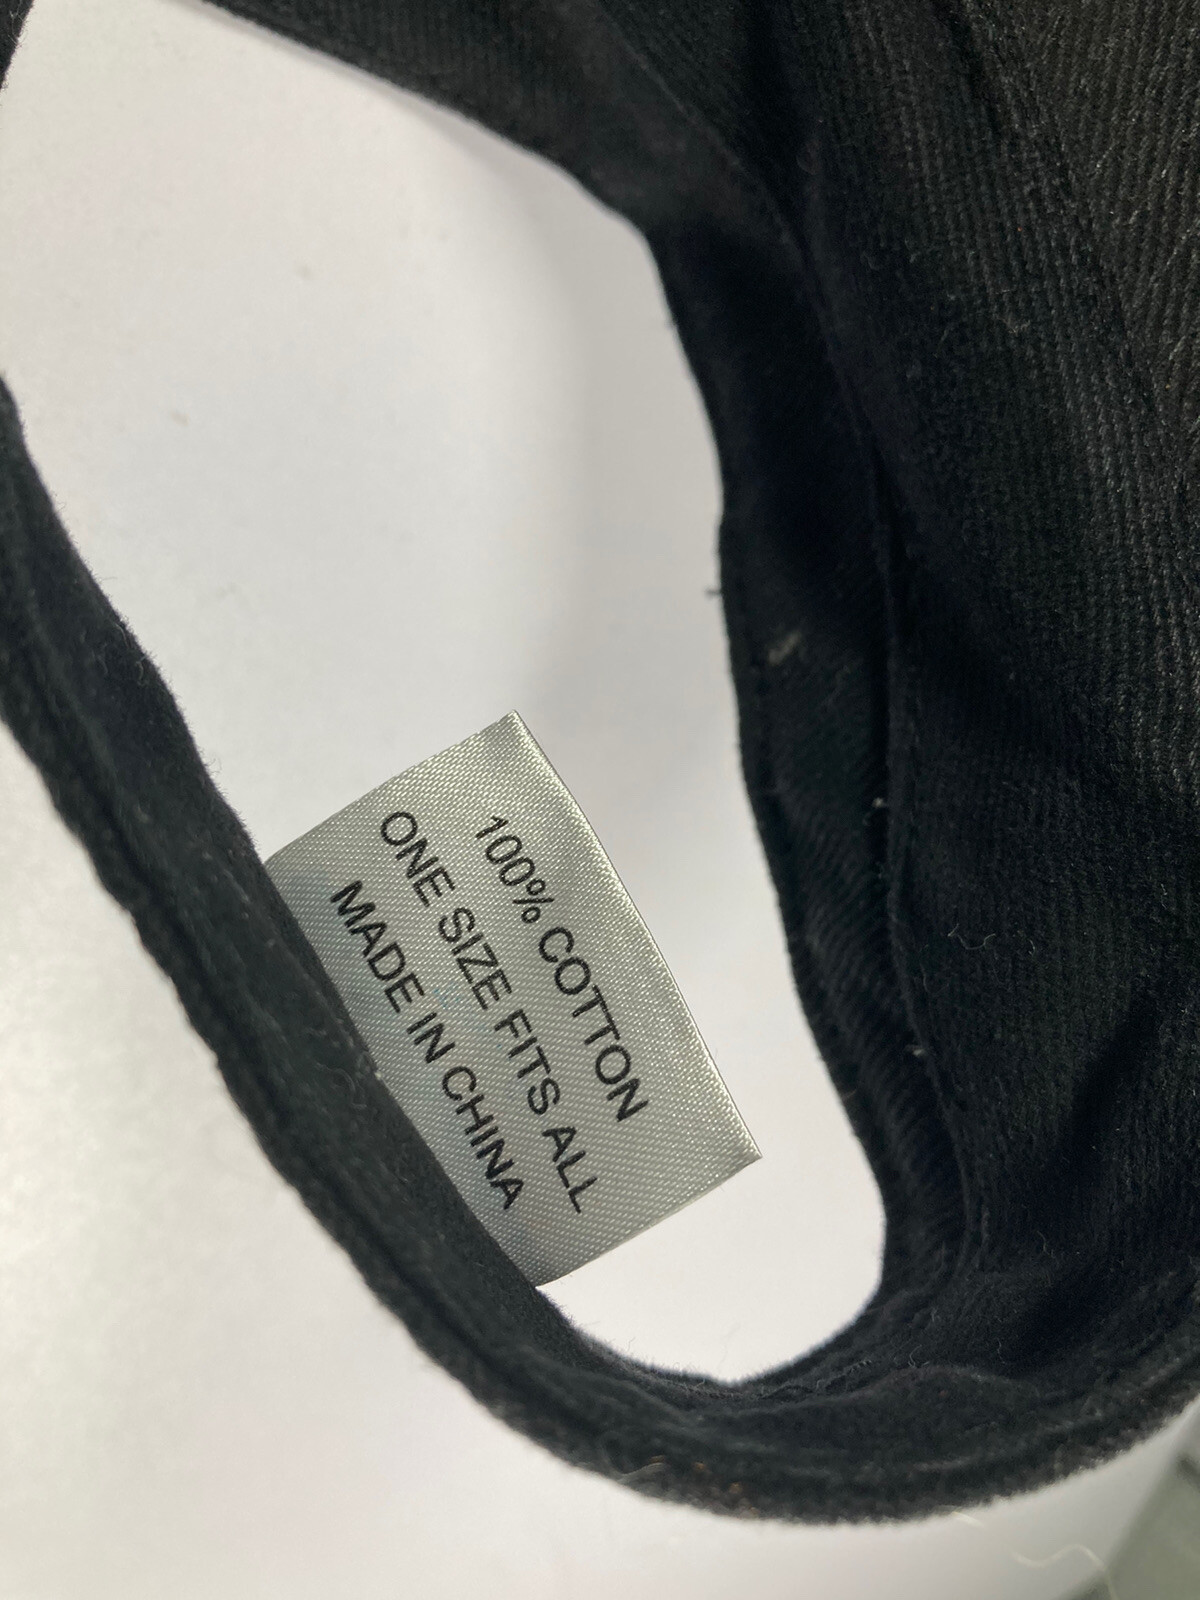 100% COTTON
ONE SIZE FITS ALL
MADE IN CHINA